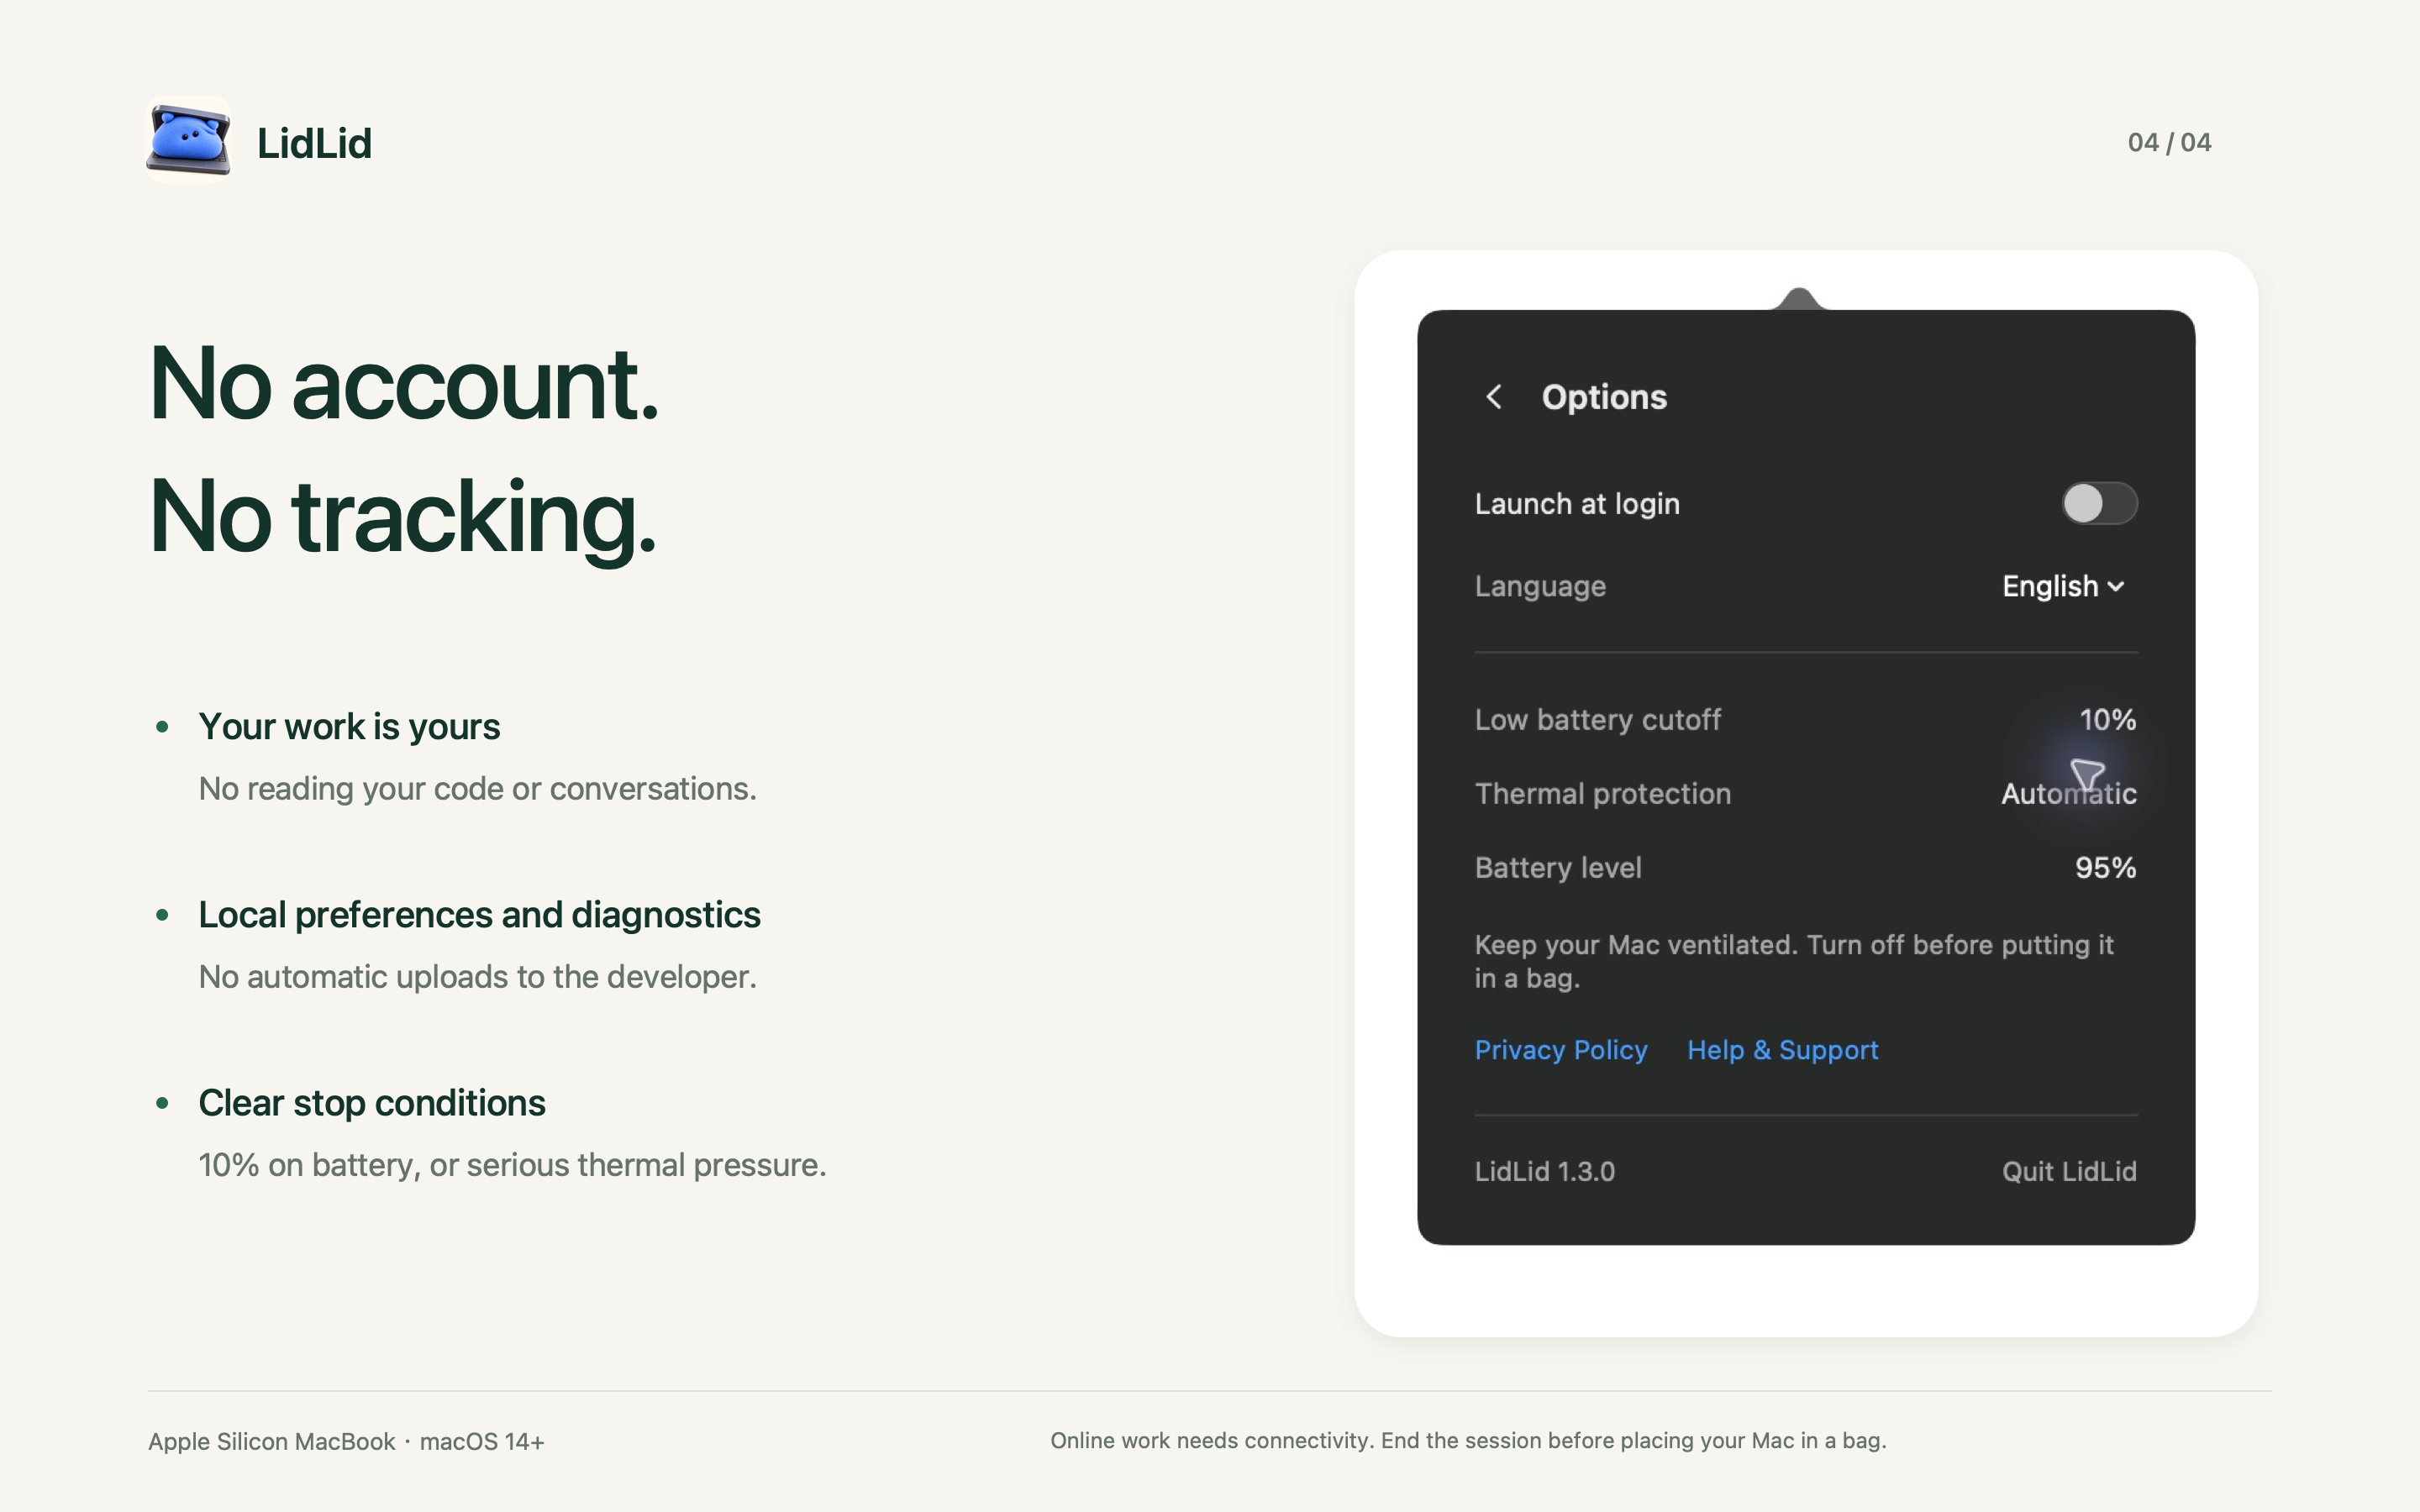 LidLid
04 / 04
No account.
No tracking.
Your work is yours
No reading your code or conversations.
Local preferences and diagnostics
No automatic uploads to the developer.
Clear stop conditions
10% on battery, or serious thermal pressure.
Options
Launch at login
Language English
Low battery cutoff 10%
Thermal protection Automatic
Battery level 95%
Keep your Mac ventilated. Turn off before putting it
in a bag.
Privacy Policy Help & Support
LidLid 1.3.0 Quit LidLid
Apple Silicon MacBook · macOS 14+
Online work needs connectivity. End the session before placing your Mac in a bag.